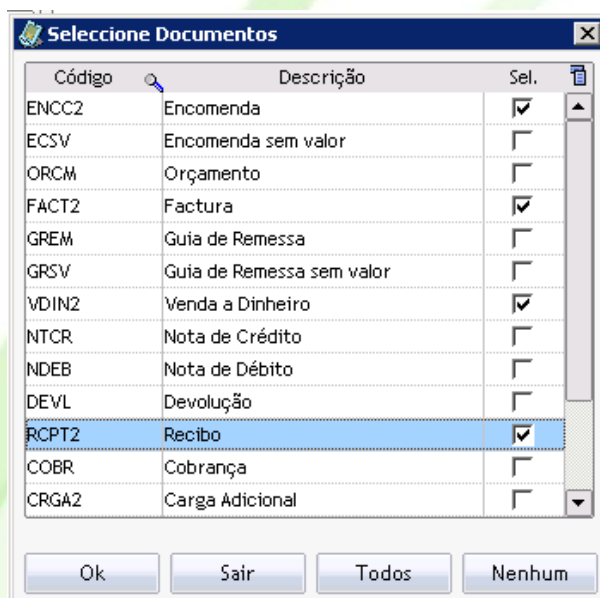 Seleccione Documentos
Código Descrição Sel.
ENCC2 Encomenda
ECSV Encomenda sem valor
ORCM Orçamento
FACT2 Factura
GREM Guia de Remessa
GRSV Guia de Remessa sem valor
VDIN2 Venda a Dinheiro
NTCR Nota de Crédito
NDEB Nota de Débito
DEVL Devolução
RCPT2 Recibo
COBR Cobrança
CRGA2 Carga Adicional
Ok Sair Todos Nenhum